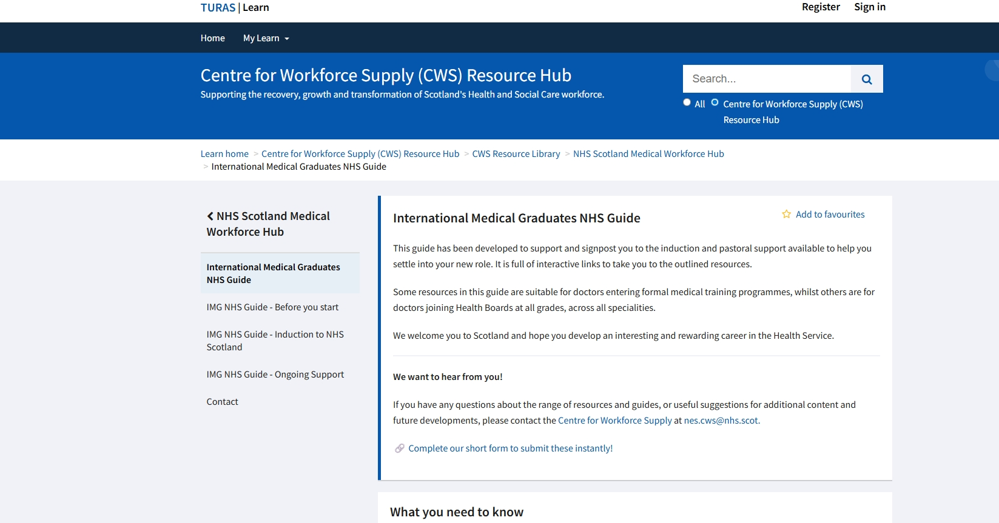 TURAS | Learn
Register Sign in
Home My Learn
Centre for Workforce Supply (CWS) Resource Hub
Supporting the recovery, growth and transformation of Scotland's Health and Social Care workforce.
Search...
All Centre for Workforce Supply (CWS)
Resource Hub
Learn home > Centre for Workforce Supply (CWS) Resource Hub > CWS Resource Library > NHS Scotland Medical Workforce Hub
> International Medical Graduates NHS Guide
NHS Scotland Medical
Workforce Hub
International Medical Graduates
NHS Guide
IMG NHS Guide - Before you start
IMG NHS Guide - Induction to NHS
Scotland
IMG NHS Guide - Ongoing Support
Contact
International Medical Graduates NHS Guide
Add to favourites
This guide has been developed to support and signpost you to the induction and pastoral support available to help you
settle into your new role. It is full of interactive links to take you to the outlined resources.
Some resources in this guide are suitable for doctors entering formal medical training programmes, whilst others are for
doctors joining Health Boards at all grades, across all specialities.
We welcome you to Scotland and hope you develop an interesting and rewarding career in the Health Service.
We want to hear from you!
If you have any questions about the range of resources and guides, or useful suggestions for additional content and
future developments, please contact the Centre for Workforce Supply at nes.cws@nhs.scot.
Complete our short form to submit these instantly!
What you need to know